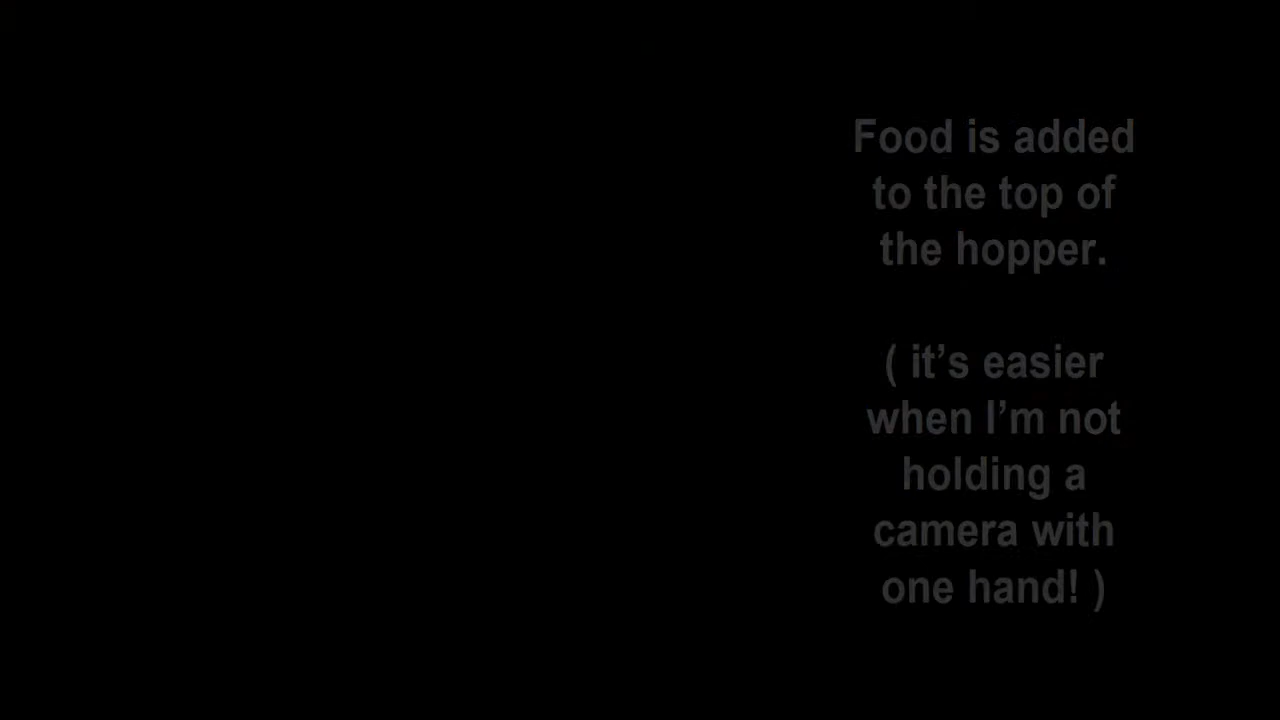 Food is added
to the top of
the hopper.
( it’s easier
when I’m not
holding a
camera with
one hand! )